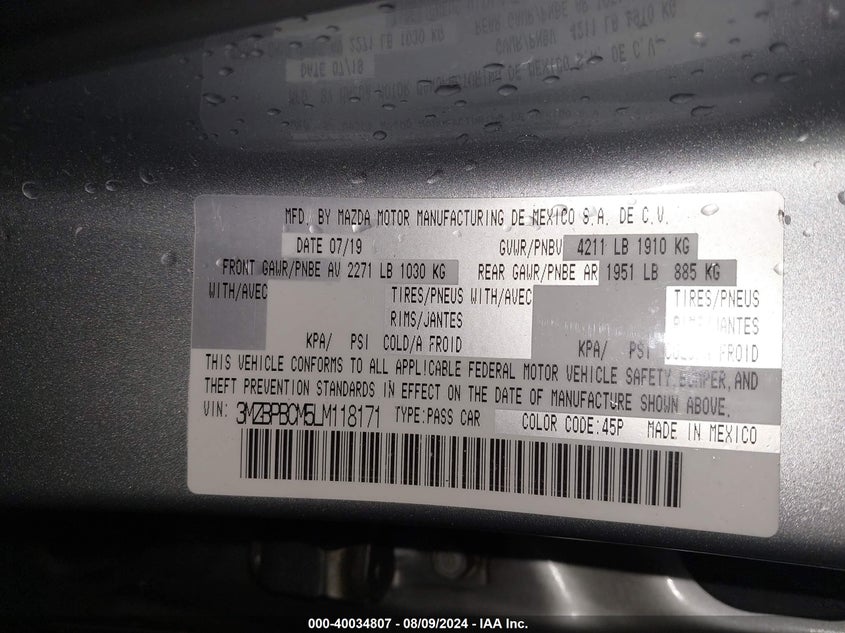 MFD. BY MAZDA MOTOR MANUFACTURING DE MEXICO S.A. DE C.V.
DATE 07/19 GVWR/PNBV 4211 LB 1910 KG
FRONT GAWR/PNBE AV 2271 LB 1030 KG REAR GAWR/PNBE AR 1951 LB 885 KG
WITH/AVEC TIRES/PNEUS WITH/AVEC TIRES/PNEUS
RIMS/JANTES RIMS/JANTES
KPA/ PSI COLD/A FROID KPA/ PSI COLD/A FROID
THIS VEHICLE CONFORMS TO ALL APPLICABLE FEDERAL MOTOR VEHICLE SAFETY, BUMPER, AND
THEFT PREVENTION STANDARDS IN EFFECT ON THE DATE OF MANUFACTURE SHOWN ABOVE.
VIN: 3MZBPBCM5LM118171 TYPE:PASS CAR COLOR CODE:45P MADE IN MEXICO
000-40034807 - 08/09/2024 - IAA Inc.